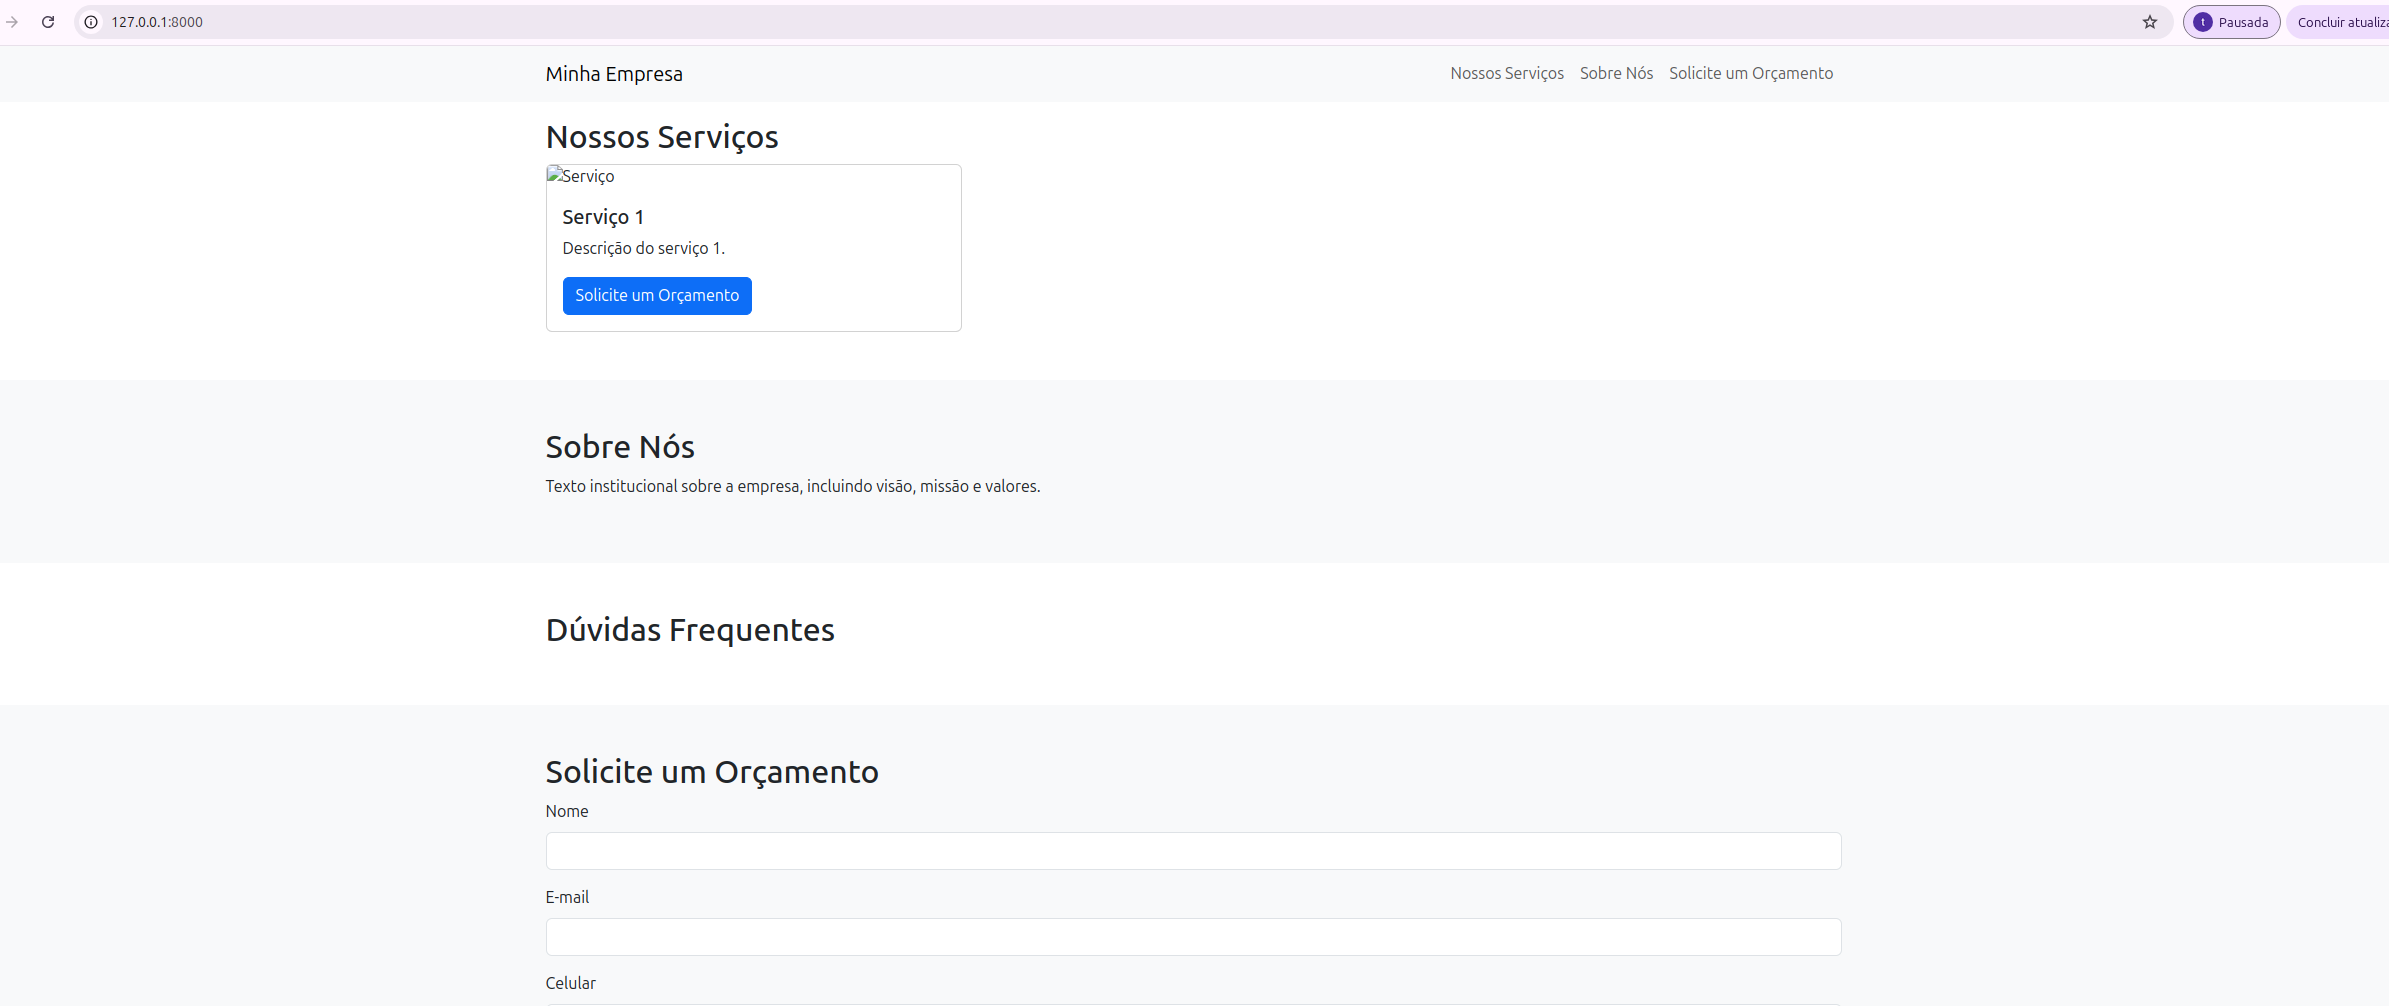 127.0.0.1:8000
t Pausada
Concluir atualiza
Minha Empresa
Nossos Serviços Sobre Nós Solicite um Orçamento
Nossos Serviços
Serviço
Serviço 1
Descrição do serviço 1.
Solicite um Orçamento
Sobre Nós
Texto institucional sobre a empresa, incluindo visão, missão e valores.
Dúvidas Frequentes
Solicite um Orçamento
Nome
E-mail
Celular